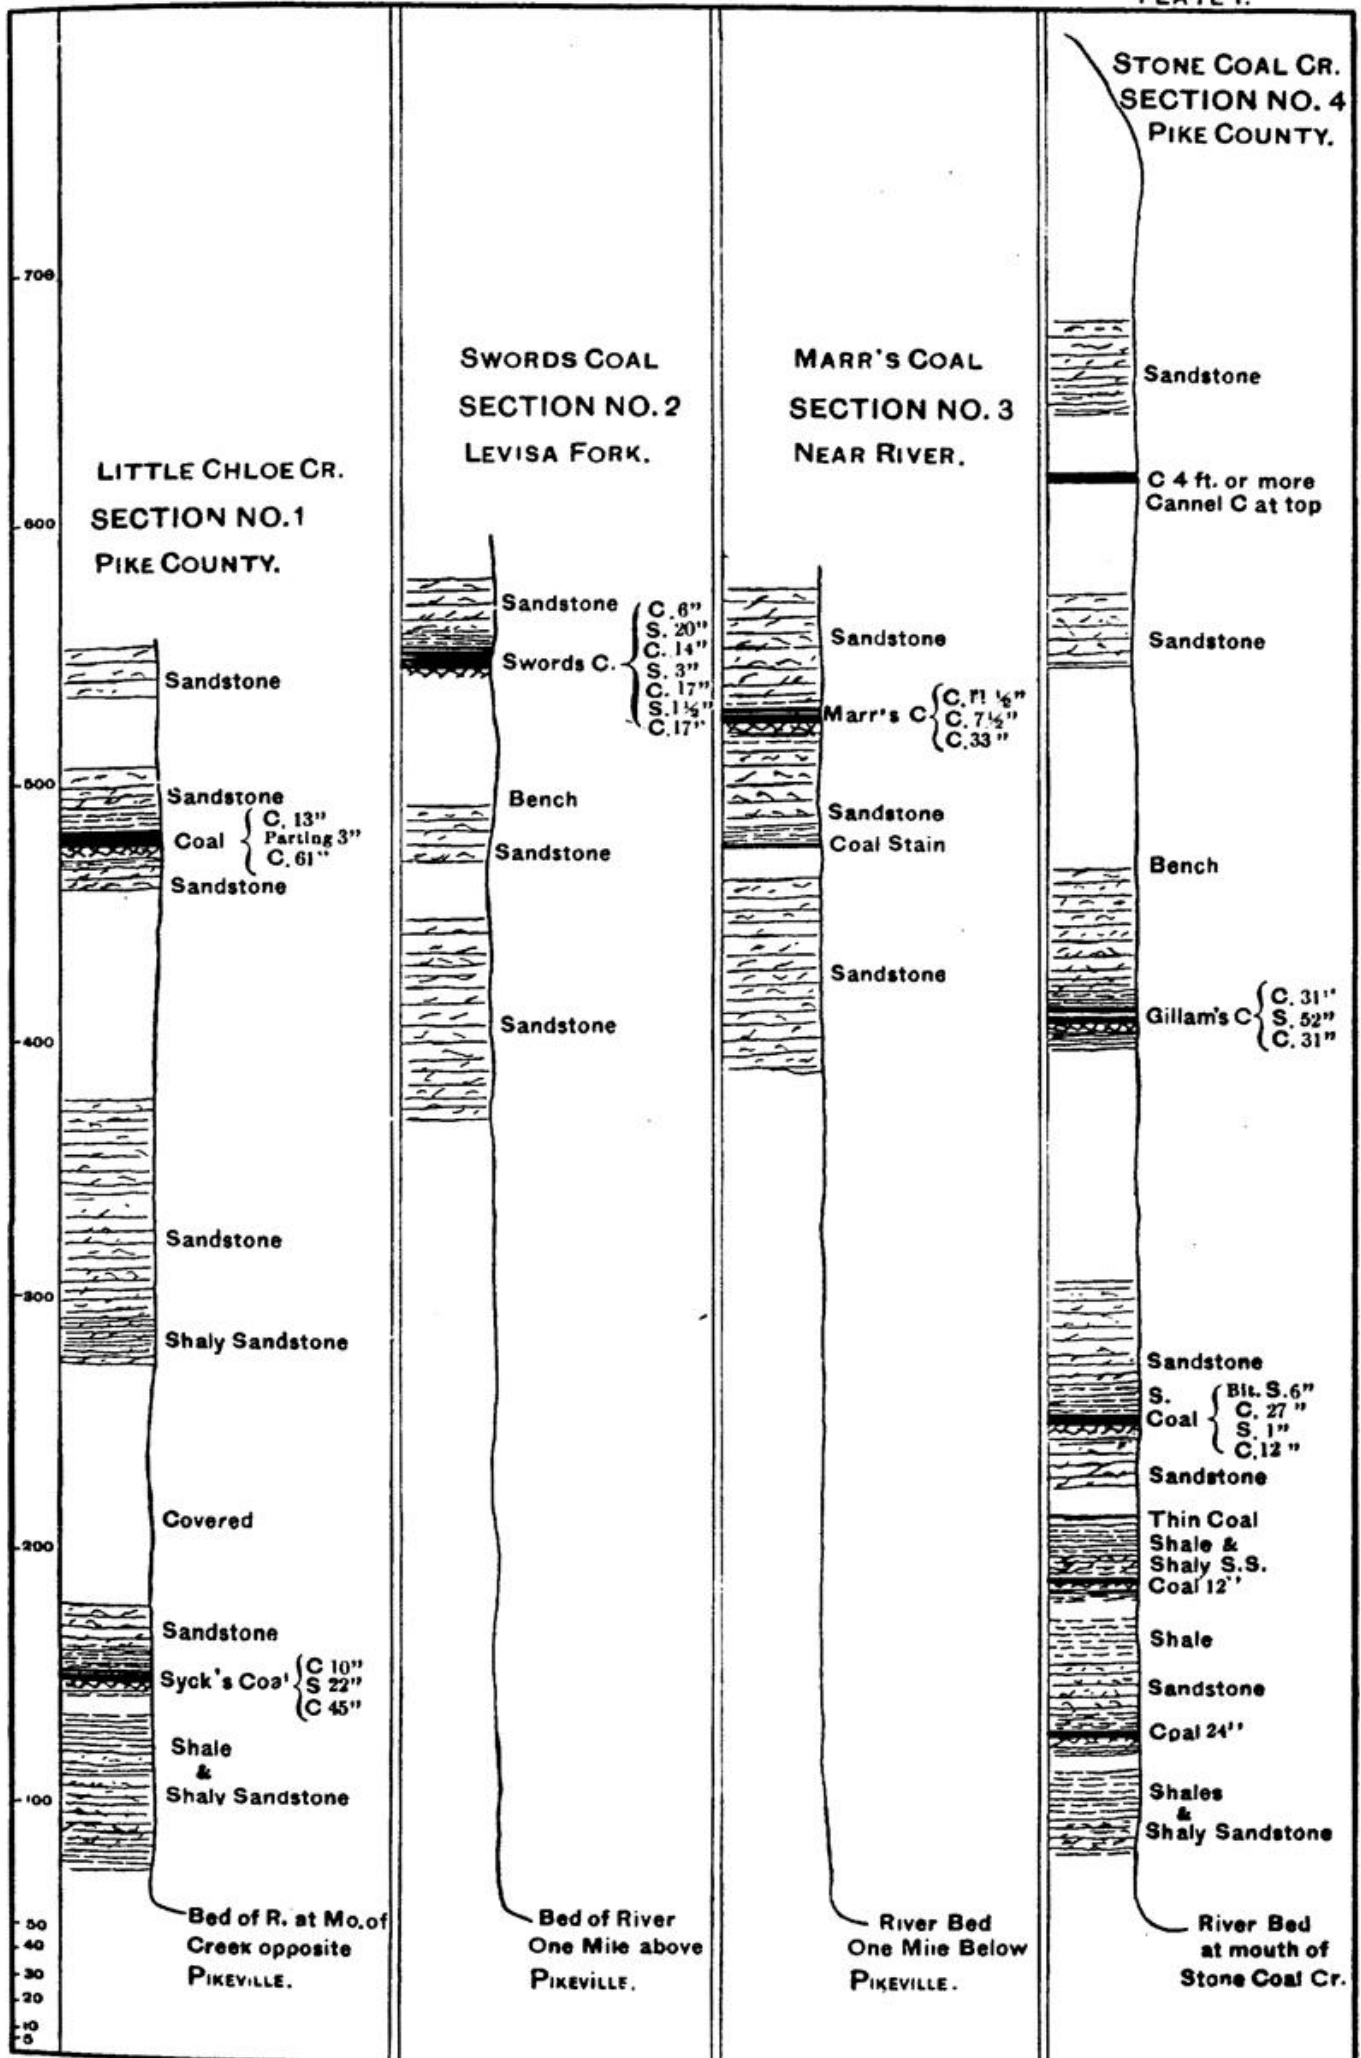 PLATE I.
700
600
500
400
300
200
100
50
40
30
20
10
5
LITTLE CHLOE CR.
SECTION NO. 1
PIKE COUNTY.
Sandstone
Sandstone
Coal
C. 13"
Parting 3"
C. 61"
Sandstone
Sandstone
Shaly Sandstone
Covered
Sandstone
Syck's Coal
C 10"
S 22"
C 45"
Shale
&
Shaly Sandstone
Bed of R. at Mo. of
Creek opposite
PIKEVILLE.
SWORDS COAL
SECTION NO. 2
LEVISA FORK.
Sandstone
Swords C.
C. 6"
S. 20"
C. 14"
S. 3"
C. 17"
S. 1½"
C. 17"
Bench
Sandstone
Sandstone
Bed of River
One Mile above
PIKEVILLE.
MARR'S COAL
SECTION NO. 3
NEAR RIVER.
Sandstone
Marr's C
C. ½"
C. 7½"
C. 33"
Sandstone
Coal Stain
Sandstone
River Bed
One Mile Below
PIKEVILLE.
STONE COAL CR.
SECTION NO. 4
PIKE COUNTY.
Sandstone
C 4 ft. or more
Cannel C at top
Sandstone
Bench
Gillam's C
C. 31"
S. 52"
C. 31"
Sandstone
S.
Coal
Bit. S. 6"
C. 27"
S. 1"
C. 12"
Sandstone
Thin Coal
Shale &
Shaly S.S.
Coal 12"
Shale
Sandstone
Coal 24"
Shales
&
Shaly Sandstone
River Bed
at mouth of
Stone Coal Cr.